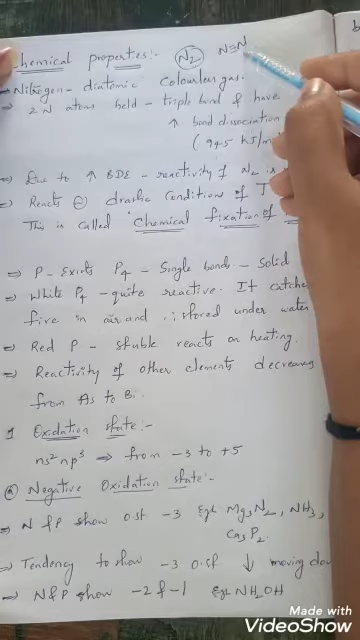 Chemical properties:- N2 N≡N
Nitrogen - diatomic colourless gas.
⇒ 2 N atoms held - triple bond & have
↑ bond dissociation
(945 kJ/m
⇒ Due to ↑ BDE - reactivity of N2 is
⇒ Reacts @ drastic condition of T
This is called "Chemical fixation of
⇒ P - Exists P4 - Single bonds - Solid
⇒ White P4 - quite reactive. It catche
fire in air and ∴ stored under water
⇒ Red P - stable reacts on heating.
⇒ Reactivity of other elements decreases
from As to Bi.
1 Oxidation state:-
ns² np³ ⇒ from -3 to +5
ⓐ Negative Oxidation state:-
⇒ N & P show o.st -3 Eg:- Mg3N2, NH3,
Ca3P2.
⇒ Tendency to show -3 o.st ↓ moving dow
⇒ N & P show -2 & -1 Eg:- NH2OH
Made with
VideoShow